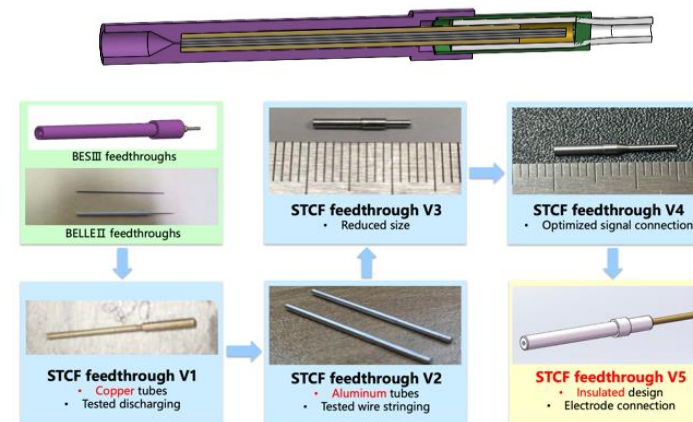 BESⅢ feedthroughs
BELLEⅡ feedthroughs
STCF feedthrough V3
• Reduced size
STCF feedthrough V4
• Optimized signal connection
STCF feedthrough V1
• Copper tubes
• Tested discharging
STCF feedthrough V2
• Aluminum tubes
• Tested wire stringing
STCF feedthrough V5
• Insulated design
• Electrode connection